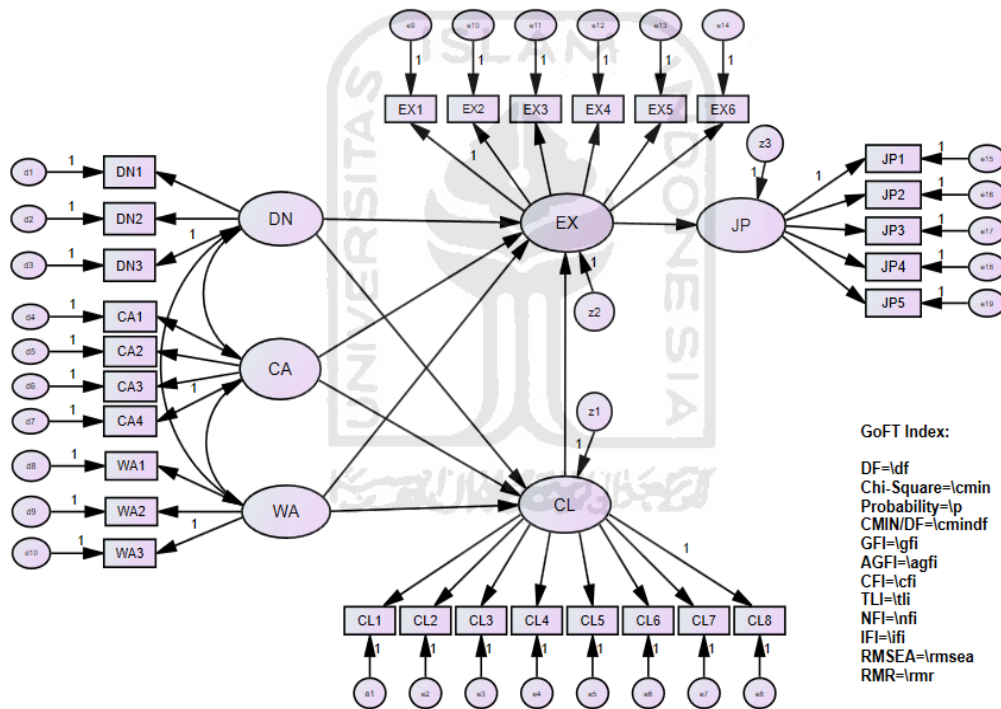 e9 e10 e11 e12 e13 e14
1 1 1 1 1 1
EX1 EX2 EX3 EX4 EX5 EX6
1
UNIVERSITAS ISLAM INDONESIA
z3
1
d1 1 DN1
d2 1 DN2
d3 1 DN3
1
DN
EX
JP
1
JP1 1 e15
JP2 1 e16
JP3 1 e17
JP4 1 e18
JP5 1 e19
1
z2
d4 1 CA1
d5 1 CA2
d6 1 CA3
d7 1 CA4
1
CA
z1
1
d8 1 WA1
d9 1 WA2
d10 1 WA3
1
WA
CL
1
CL1 CL2 CL3 CL4 CL5 CL6 CL7 CL8
1 1 1 1 1 1 1 1
e1 e2 e3 e4 e5 e6 e7 e8
GoFT Index:
DF=\df
Chi-Square=\cmin
Probability=\p
CMIN/DF=\cmindf
GFI=\gfi
AGFI=\agfi
CFI=\cfi
TLI=\tli
NFI=\nfi
IFI=\ifi
RMSEA=\rmsea
RMR=\rmr